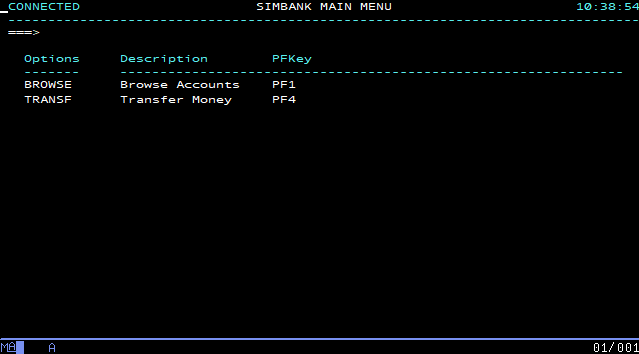 CONNECTED SIMBANK MAIN MENU 10:38:54
--------------------------------------------------------------------------------
===>
Options Description PFKey
------- ---------------------------------------------------------------
BROWSE Browse Accounts PF1
TRANSF Transfer Money PF4
MA A 01/001